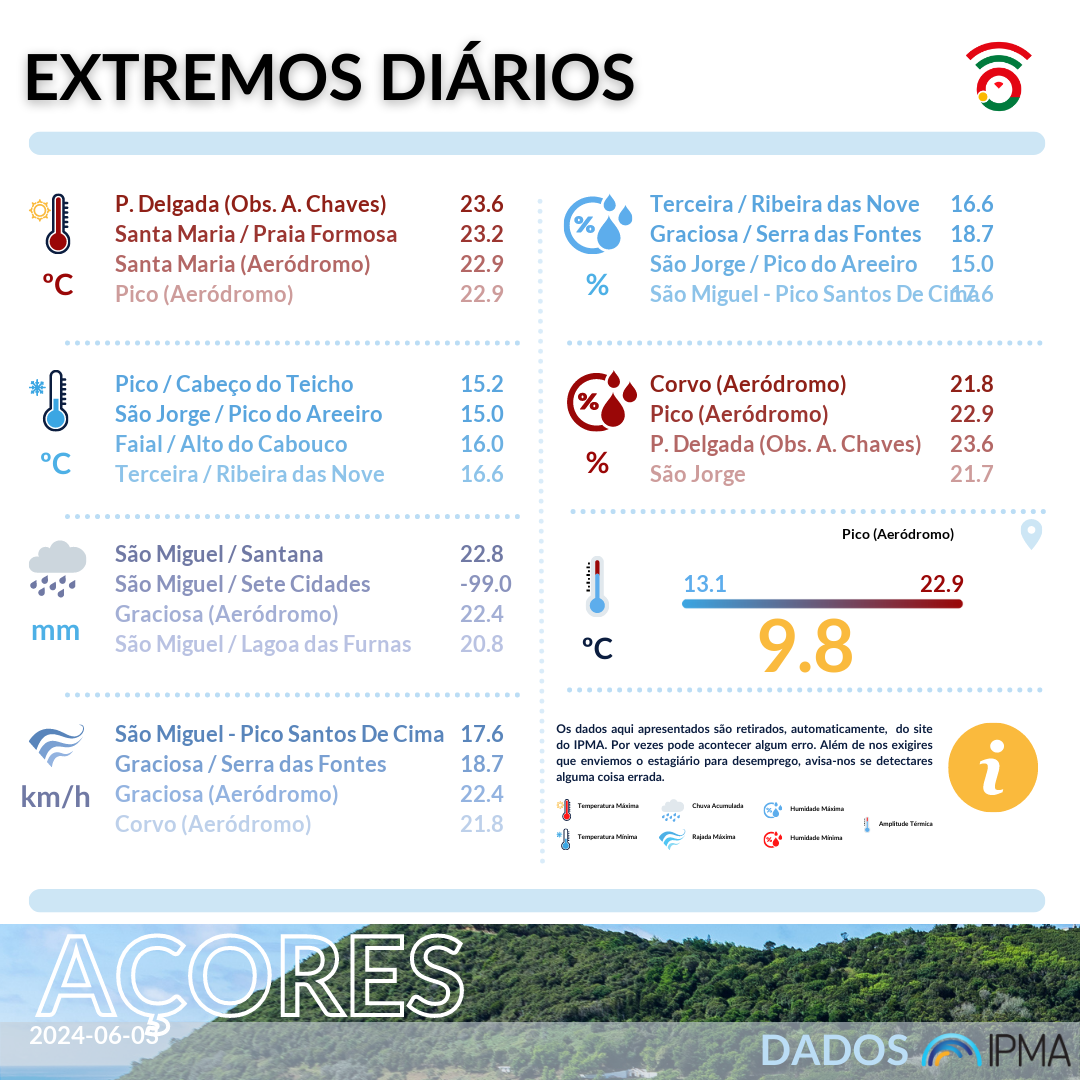 EXTREMOS DIÁRIOS
P. Delgada (Obs. A. Chaves) 23.6
Santa Maria / Praia Formosa 23.2
Santa Maria (Aeródromo) 22.9
Pico (Aeródromo) 22.9
ºC
Pico / Cabeço do Teicho 15.2
São Jorge / Pico do Areeiro 15.0
Faial / Alto do Cabouco 16.0
Terceira / Ribeira das Nove 16.6
ºC
São Miguel / Santana 22.8
São Miguel / Sete Cidades -99.0
Graciosa (Aeródromo) 22.4
São Miguel / Lagoa das Furnas 20.8
mm
São Miguel - Pico Santos De Cima 17.6
Graciosa / Serra das Fontes 18.7
Graciosa (Aeródromo) 22.4
Corvo (Aeródromo) 21.8
km/h
%
Terceira / Ribeira das Nove 16.6
Graciosa / Serra das Fontes 18.7
São Jorge / Pico do Areeiro 15.0
São Miguel - Pico Santos De Cima 17.6
%
%
Corvo (Aeródromo) 21.8
Pico (Aeródromo) 22.9
P. Delgada (Obs. A. Chaves) 23.6
São Jorge 21.7
%
Pico (Aeródromo)
13.1 22.9
9.8
ºC
Os dados aqui apresentados são retirados, automaticamente, do site
do IPMA. Por vezes pode acontecer algum erro. Além de nos exigires
que enviemos o estagiário para desemprego, avisa-nos se detectares
alguma coisa errada.
i
Temperatura Máxima Chuva Acumulada % Humidade Máxima
Amplitude Térmica
Temperatura Mínima Rajada Máxima % Humidade Mínima
AÇORES
2024-06-05
DADOS IPMA